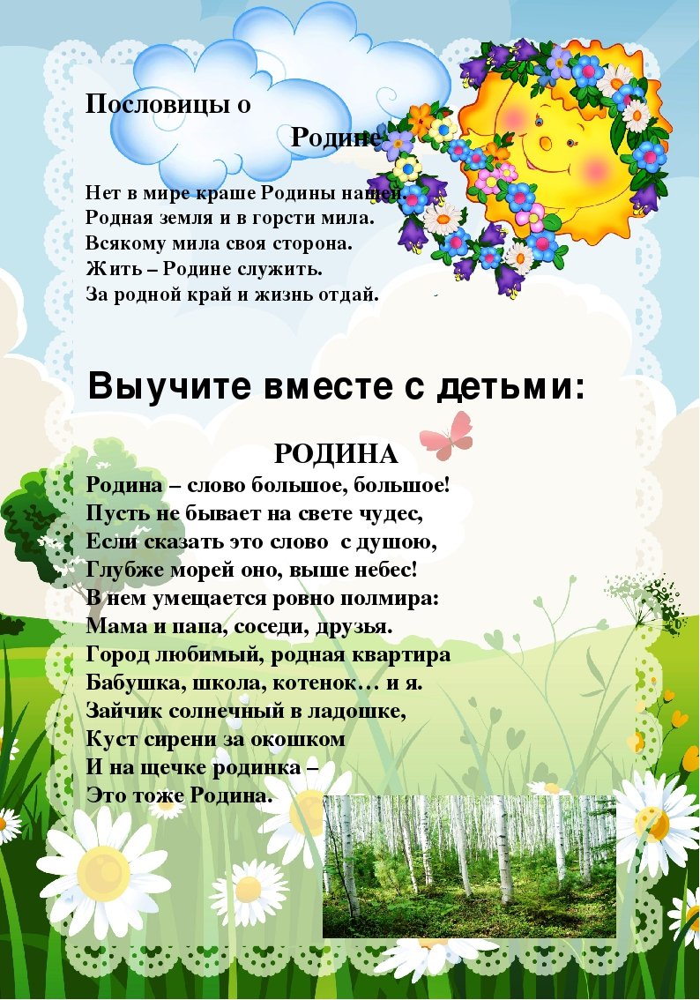 Пословицы о
Родине
Нет в мире краше Родины нашей.
Родная земля и в горсти мила.
Всякому мила своя сторона.
Жить – Родине служить.
За родной край и жизнь отдай.
Выучите вместе с детьми:
РОДИНА
Родина – слово большое, большое!
Пусть не бывает на свете чудес,
Если сказать это слово с душою,
Глубже морей оно, выше небес!
В нем умещается ровно полмира:
Мама и папа, соседи, друзья.
Город любимый, родная квартира
Бабушка, школа, котенок… и я.
Зайчик солнечный в ладошке,
Куст сирени за окошком
И на щечке родинка –
Это тоже Родина.